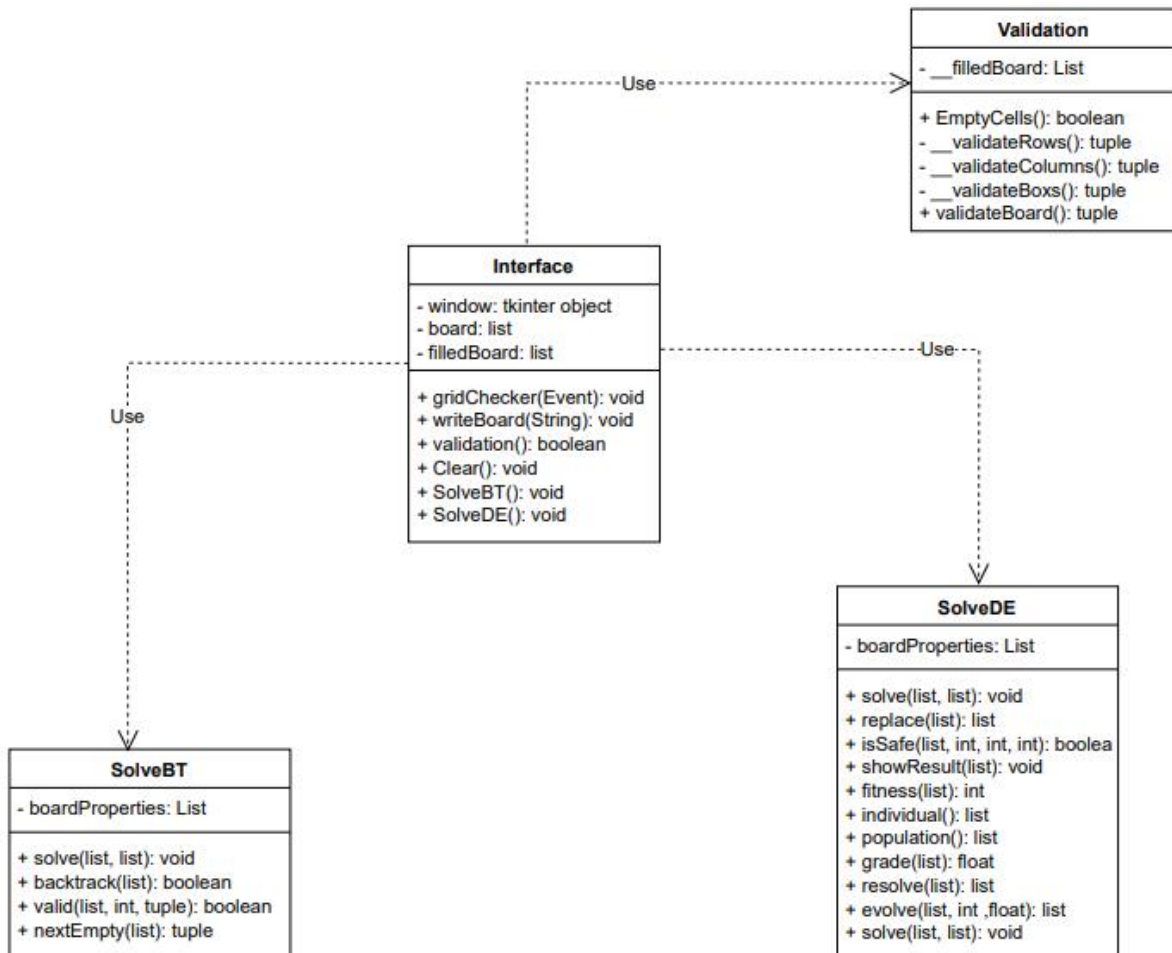 Validation
- __filledBoard: List
+ EmptyCells(): boolean
- __validateRows(): tuple
- __validateColumns(): tuple
- __validateBoxs(): tuple
+ validateBoard(): tuple
Use
Interface
- window: tkinter object
- board: list
- filledBoard: list
+ gridChecker(Event): void
+ writeBoard(String): void
+ validation(): boolean
+ Clear(): void
+ SolveBT(): void
+ SolveDE(): void
Use
Use
SolveDE
- boardProperties: List
+ solve(list, list): void
+ replace(list): list
+ isSafe(list, int, int, int): boolea
+ showResult(list): void
+ fitness(list): int
+ individual(): list
+ population(): list
+ grade(list): float
+ resolve(list): list
+ evolve(list, int ,float): list
+ solve(list, list): void
SolveBT
- boardProperties: List
+ solve(list, list): void
+ backtrack(list): boolean
+ valid(list, int, tuple): boolean
+ nextEmpty(list): tuple